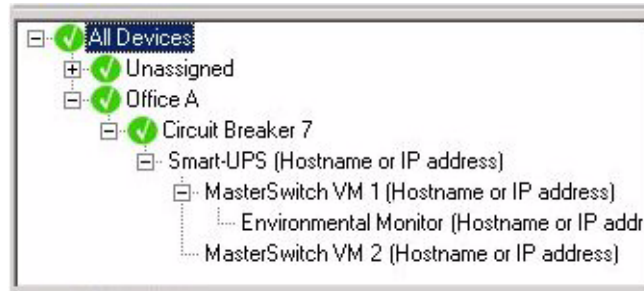 All Devices
Unassigned
Office A
Circuit Breaker 7
Smart-UPS (Hostname or IP address)
MasterSwitch VM 1 (Hostname or IP address)
Environmental Monitor (Hostname or IP addr
MasterSwitch VM 2 (Hostname or IP address)